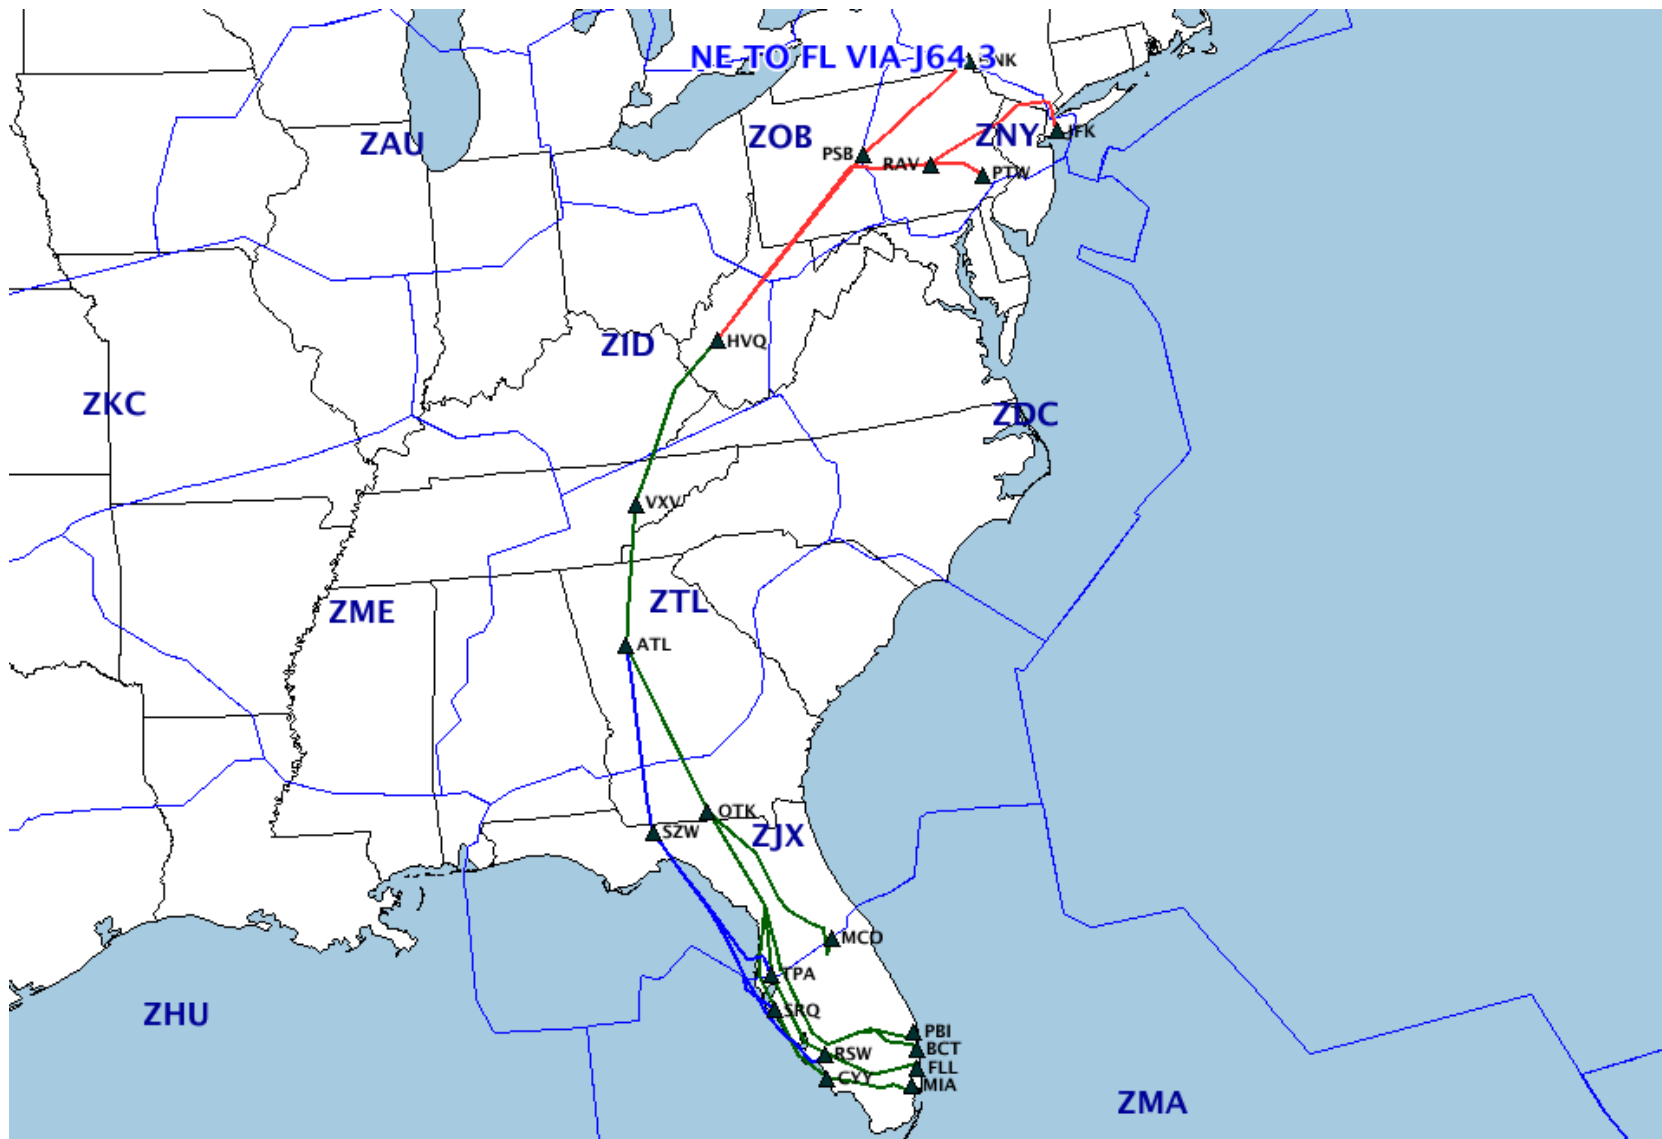 NE TO FL VIA J64 3
ZOB
ZNY
JFK
ZAU
PSB
RAV
PTW
ZID
HVQ
ZKC
ZDC
VXV
ZME
ZTL
ATL
OTK
SZW
ZJX
MCO
TPA
SRQ
ZHU
PBI
RSW
BCT
FLL
CYY
MIA
ZMA